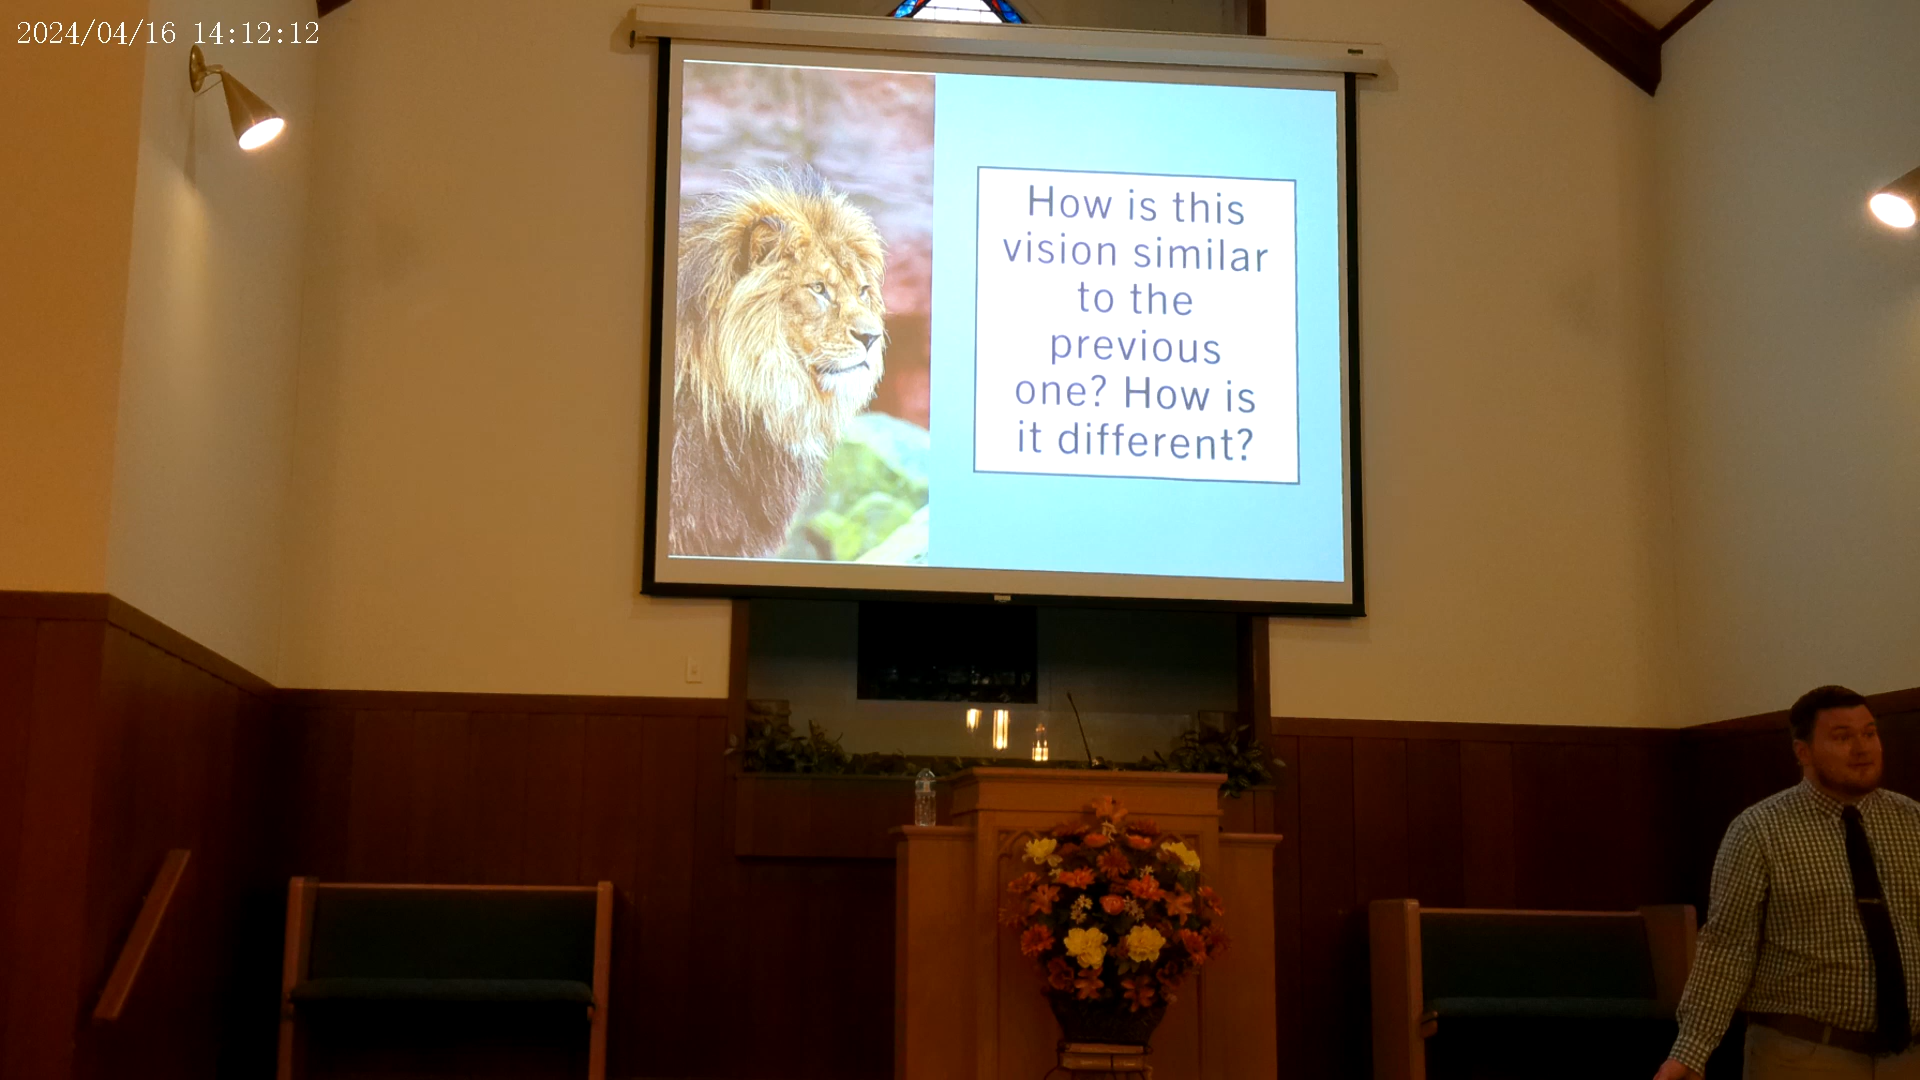 2024/04/16 14:12:12
How is this
vision similar
to the
previous
one? How is
it different?